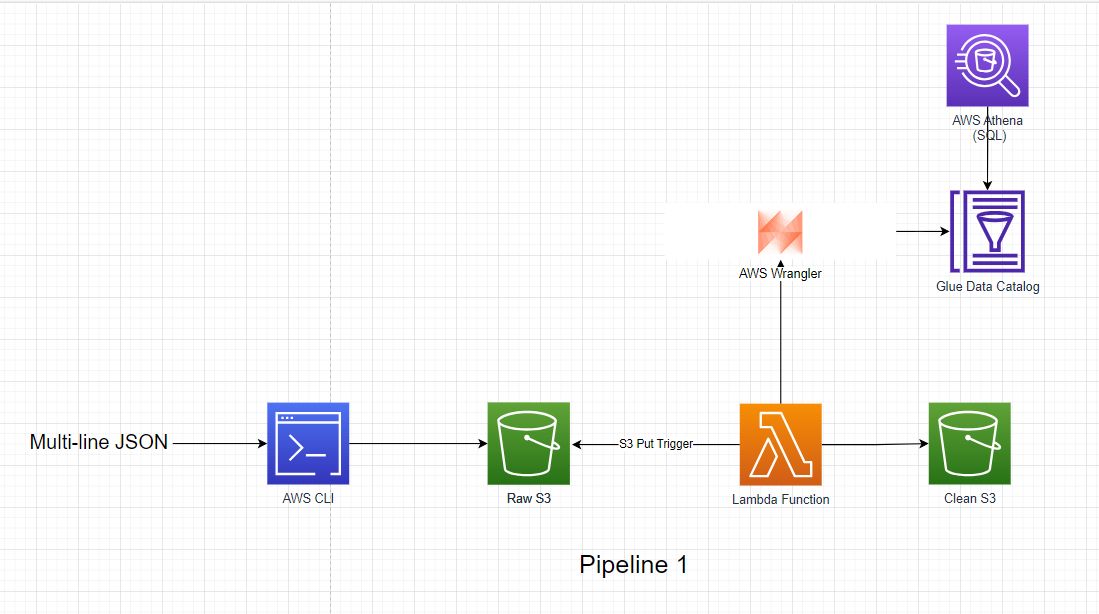 AWS Athena
(SQL)
AWS Wrangler
Glue Data Catalog
Multi-line JSON
S3 Put Trigger
AWS CLI
Raw S3
Lambda Function
Clean S3
Pipeline 1